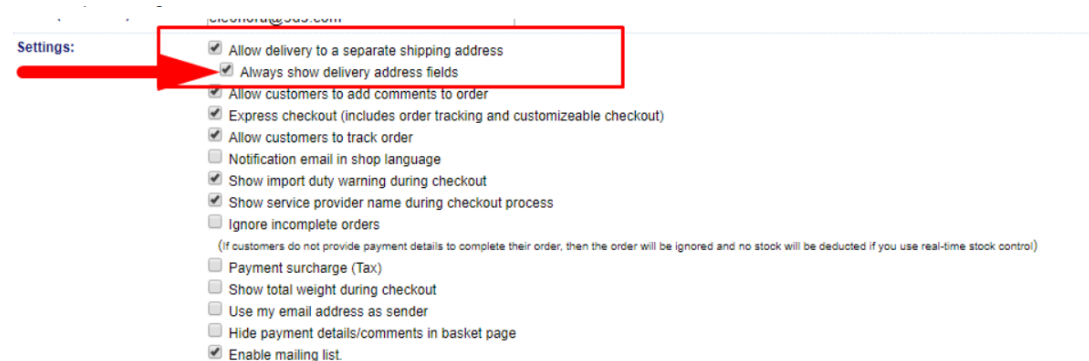 Settings:
Allow delivery to a separate shipping address
Always show delivery address fields
Allow customers to add comments to order
Express checkout (includes order tracking and customizeable checkout)
Allow customers to track order
Notification email in shop language
Show import duty warning during checkout
Show service provider name during checkout process
Ignore incomplete orders
(If customers do not provide payment details to complete their order, then the order will be ignored and no stock will be deducted if you use real-time stock control)
Payment surcharge (Tax)
Show total weight during checkout
Use my email address as sender
Hide payment details/comments in basket page
Enable mailing list.